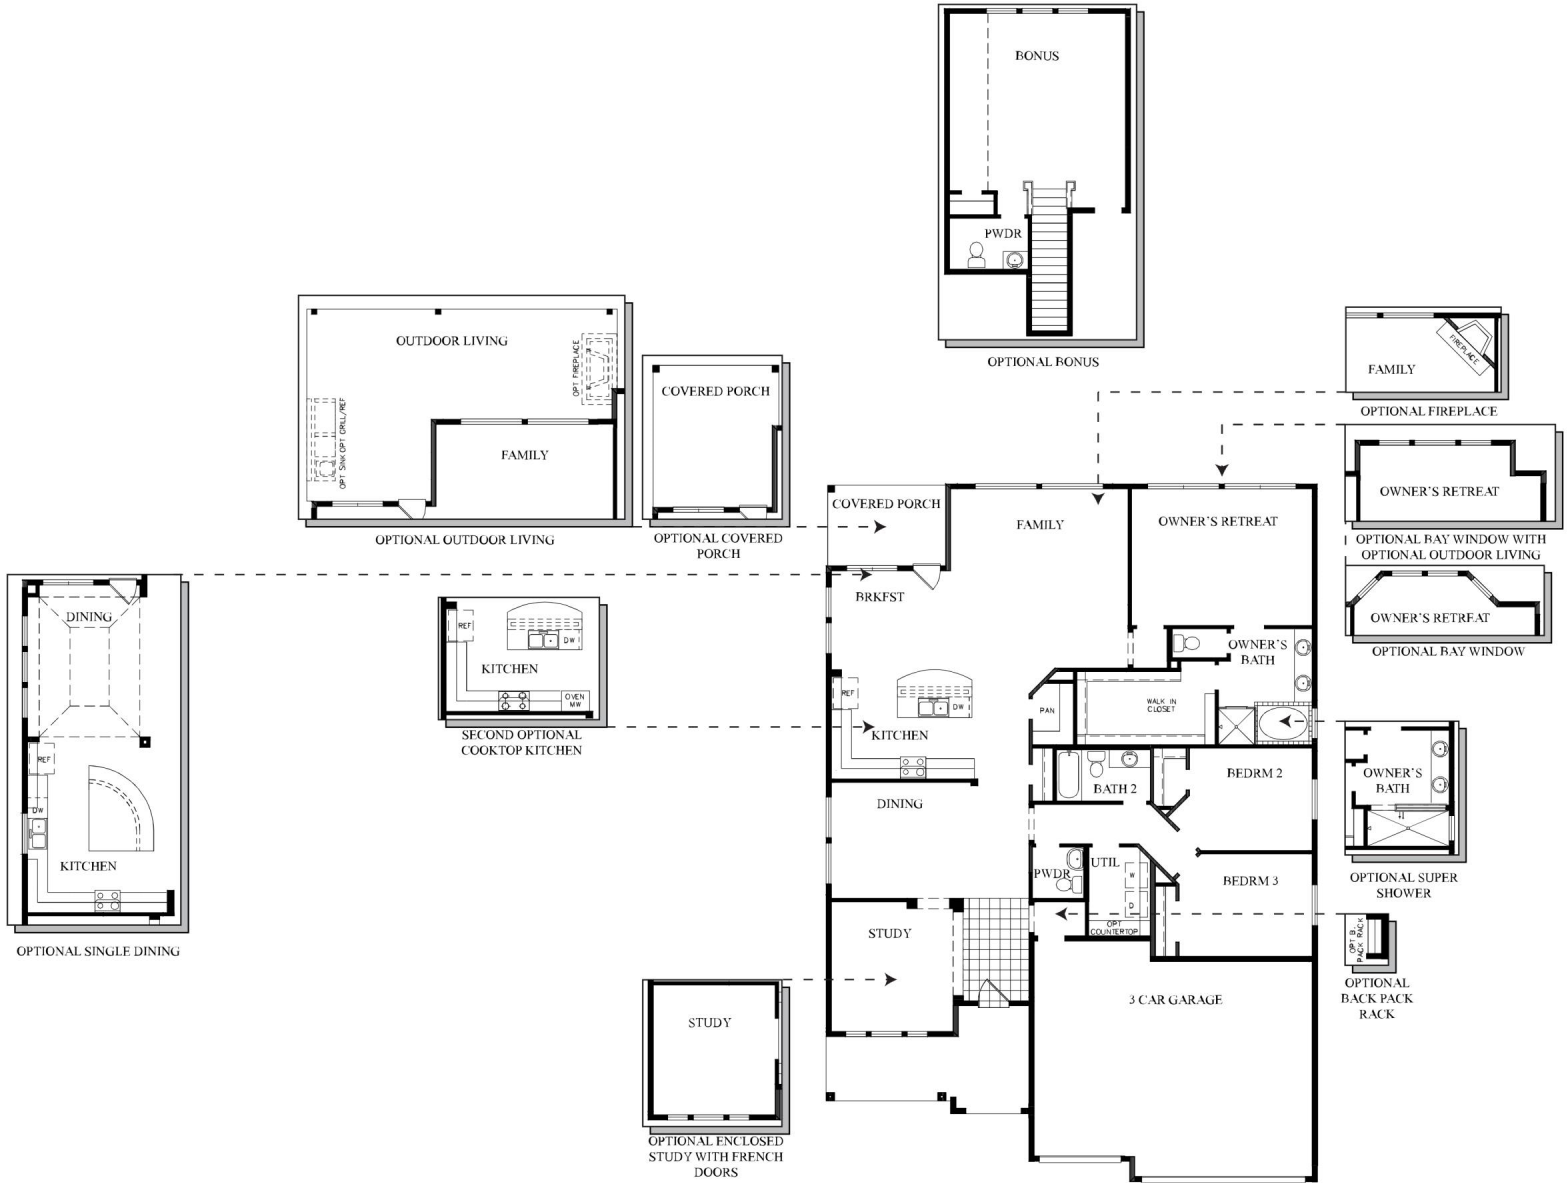 BONUS
PWDR
OPTIONAL BONUS
OUTDOOR LIVING
OPT FIREPLACE
OPT SINK OPT GRILL/REF
FAMILY
OPTIONAL OUTDOOR LIVING
COVERED PORCH
OPTIONAL COVERED
PORCH
FIREPLACE
FAMILY
OPTIONAL FIREPLACE
OWNER'S RETREAT
OPTIONAL BAY WINDOW WITH
OPTIONAL OUTDOOR LIVING
OWNER'S RETREAT
OPTIONAL BAY WINDOW
DINING
REF
DW
KITCHEN
OPTIONAL SINGLE DINING
REF
DW
KITCHEN
OVEN
MW
SECOND OPTIONAL
COOKTOP KITCHEN
COVERED PORCH
FAMILY
OWNER'S RETREAT
BRKFST
OWNER'S
BATH
REF
DW
PAN
WALK IN
CLOSET
KITCHEN
BEDRM 2
BATH 2
DINING
PWDR
UTIL
W
D
BEDRM 3
OPT
COUNTERTOP
STUDY
3 CAR GARAGE
OWNER'S
BATH
OPTIONAL SUPER
SHOWER
OPT B.
PACK RACK
OPTIONAL
BACK PACK
RACK
STUDY
OPTIONAL ENCLOSED
STUDY WITH FRENCH
DOORS